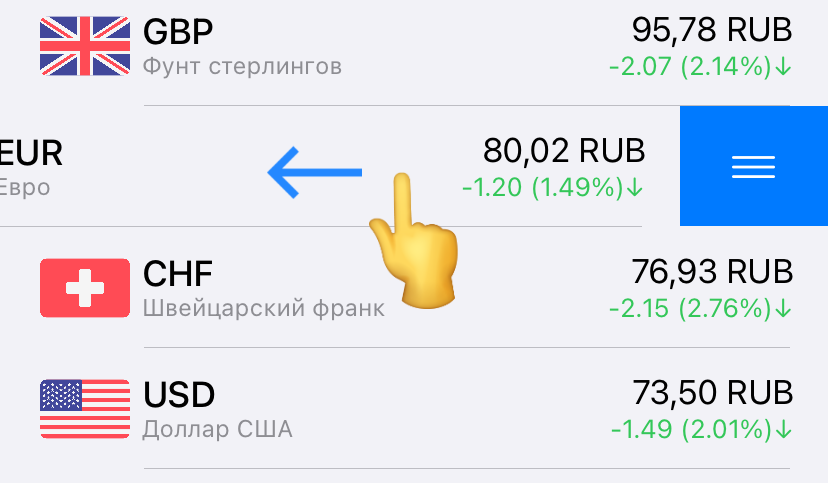 GBP 95,78 RUB
Фунт стерлингов -2.07 (2.14%)↓
EUR 80,02 RUB
Евро -1.20 (1.49%)↓
CHF 76,93 RUB
Швейцарский франк -2.15 (2.76%)↓
USD 73,50 RUB
Доллар США -1.49 (2.01%)↓